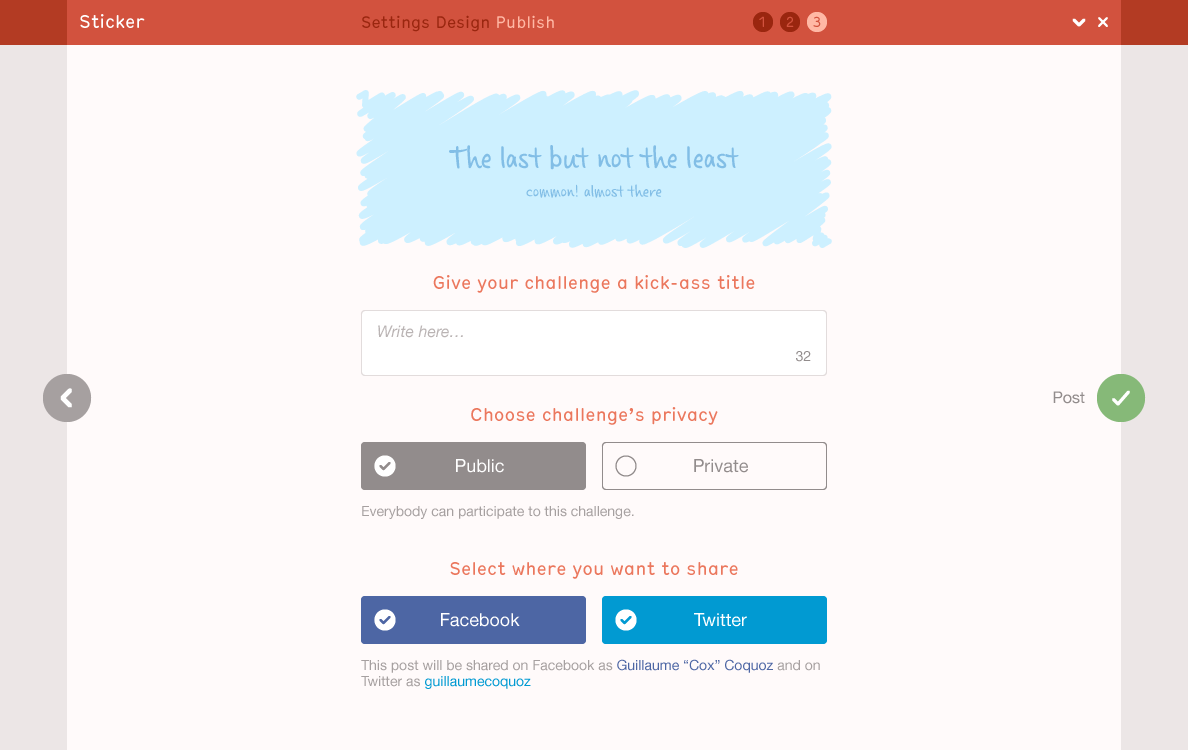 Sticker
Settings Design Publish
1 2 3
The last but not the least
common! almost there
Give your challenge a kick-ass title
Write here...
32
Post
Choose challenge's privacy
Public
Private
Everybody can participate to this challenge.
Select where you want to share
Facebook
Twitter
This post will be shared on Facebook as Guillaume “Cox” Coquoz and on
Twitter as guillaumecoquoz